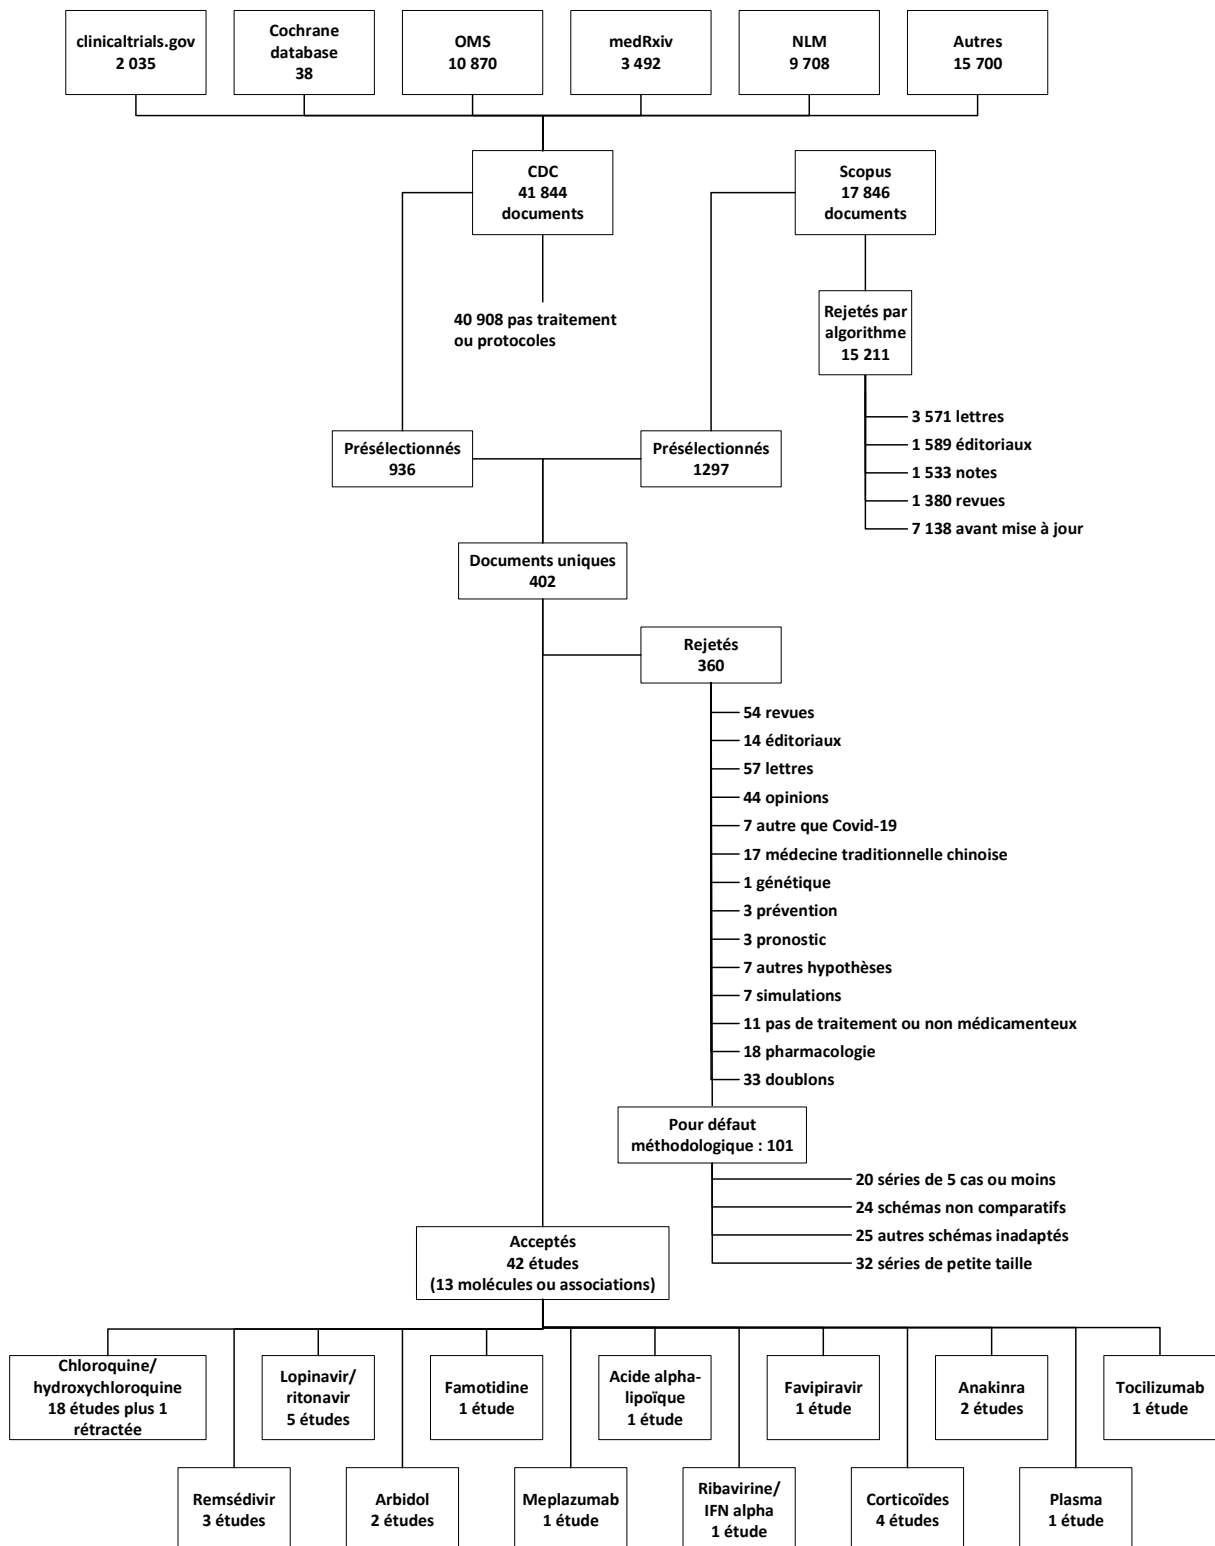 clinicaltrials.gov
2 035
Cochrane
database
38
OMS
10 870
medRxiv
3 492
NLM
9 708
Autres
15 700
CDC
41 844
documents
Scopus
17 846
documents
40 908 pas traitement
ou protocoles
Rejetés par
algorithme
15 211
3 571 lettres
1 589 éditoriaux
1 533 notes
1 380 revues
7 138 avant mise à jour
Présélectionnés
936
Présélectionnés
1297
Documents uniques
402
Rejetés
360
54 revues
14 éditoriaux
57 lettres
44 opinions
7 autre que Covid-19
17 médecine traditionnelle chinoise
1 génétique
3 prévention
3 pronostic
7 autres hypothèses
7 simulations
11 pas de traitement ou non médicamenteux
18 pharmacologie
33 doublons
Pour défaut
méthodologique : 101
20 séries de 5 cas ou moins
24 schémas non comparatifs
25 autres schémas inadaptés
32 séries de petite taille
Acceptés
42 études
(13 molécules ou associations)
Chloroquine/
hydroxychloroquine
18 études plus 1
rétractée
Lopinavir/
ritonavir
5 études
Famotidine
1 étude
Acide alpha-
lipoïque
1 étude
Favipiravir
1 étude
Anakinra
2 études
Tocilizumab
1 étude
Remsédivir
3 études
Arbidol
2 études
Meplazumab
1 étude
Ribavirine/
IFN alpha
1 étude
Corticoïdes
4 études
Plasma
1 étude